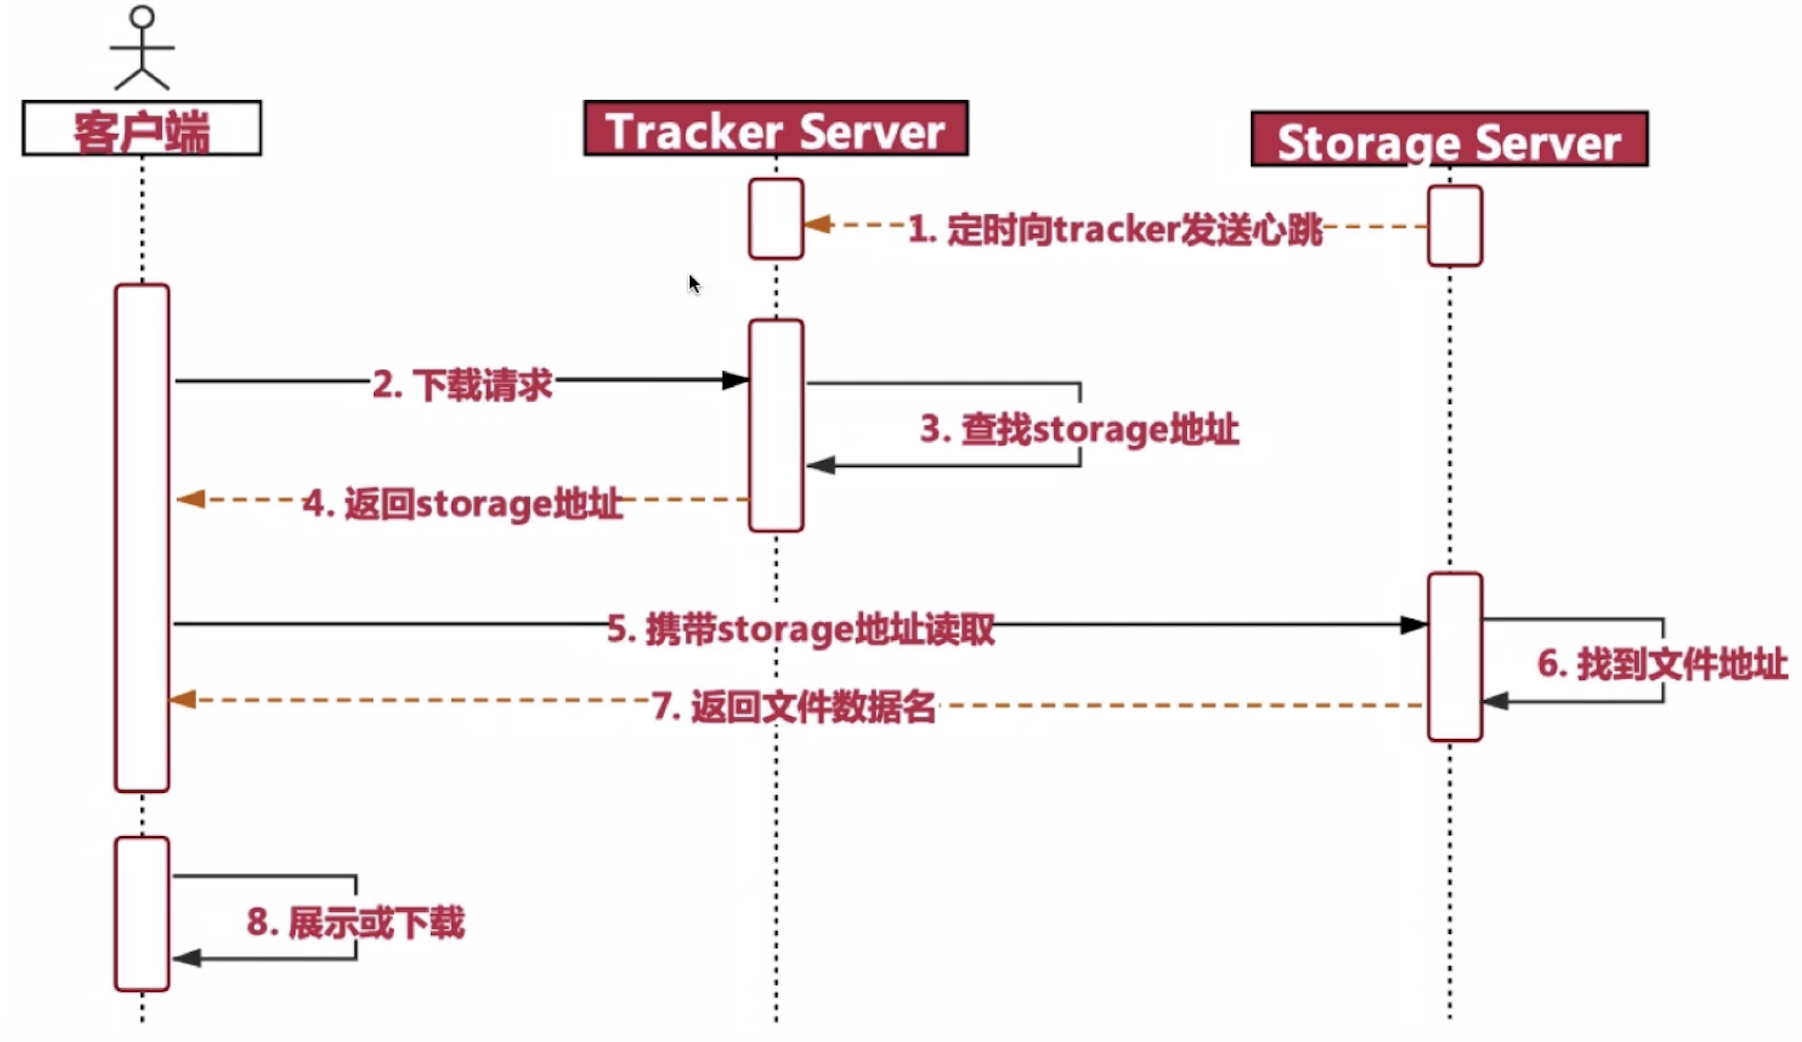 客户端
Tracker Server
Storage Server
1. 定时向tracker发送心跳
2. 下载请求
3. 查找storage地址
4. 返回storage地址
5. 携带storage地址读取
6. 找到文件地址
7. 返回文件数据名
8. 展示或下载